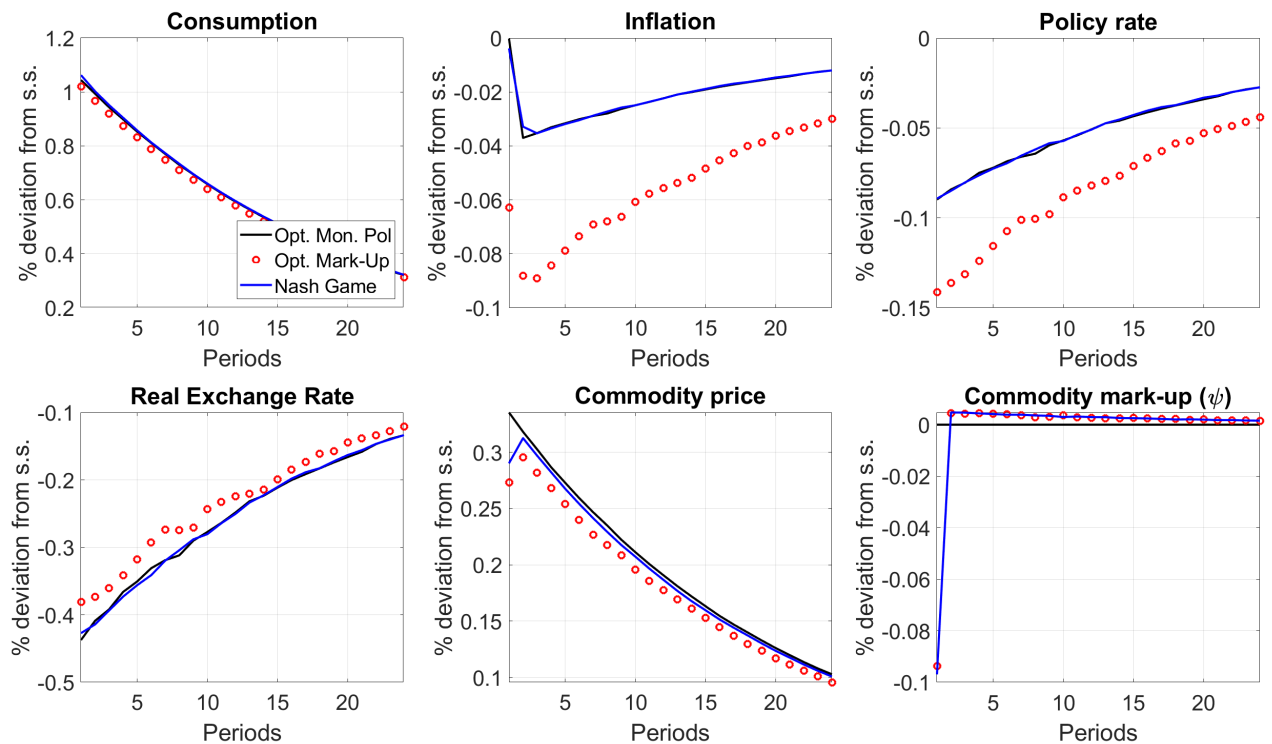 Consumption
% deviation from s.s.
1.2
1
0.8
0.6
0.4
0.2
Opt. Mon. Pol
Opt. Mark-Up
Nash Game
5 10 15 20
Periods
Inflation
% deviation from s.s.
0
-0.02
-0.04
-0.06
-0.08
-0.1
5 10 15 20
Periods
Policy rate
% deviation from s.s.
0
-0.05
-0.1
-0.15
5 10 15 20
Periods
Real Exchange Rate
% deviation from s.s.
-0.1
-0.2
-0.3
-0.4
-0.5
5 10 15 20
Periods
Commodity price
% deviation from s.s.
0.3
0.25
0.2
0.15
0.1
5 10 15 20
Periods
Commodity mark-up (ψ)
% deviation from s.s.
0
-0.02
-0.04
-0.06
-0.08
-0.1
5 10 15 20
Periods